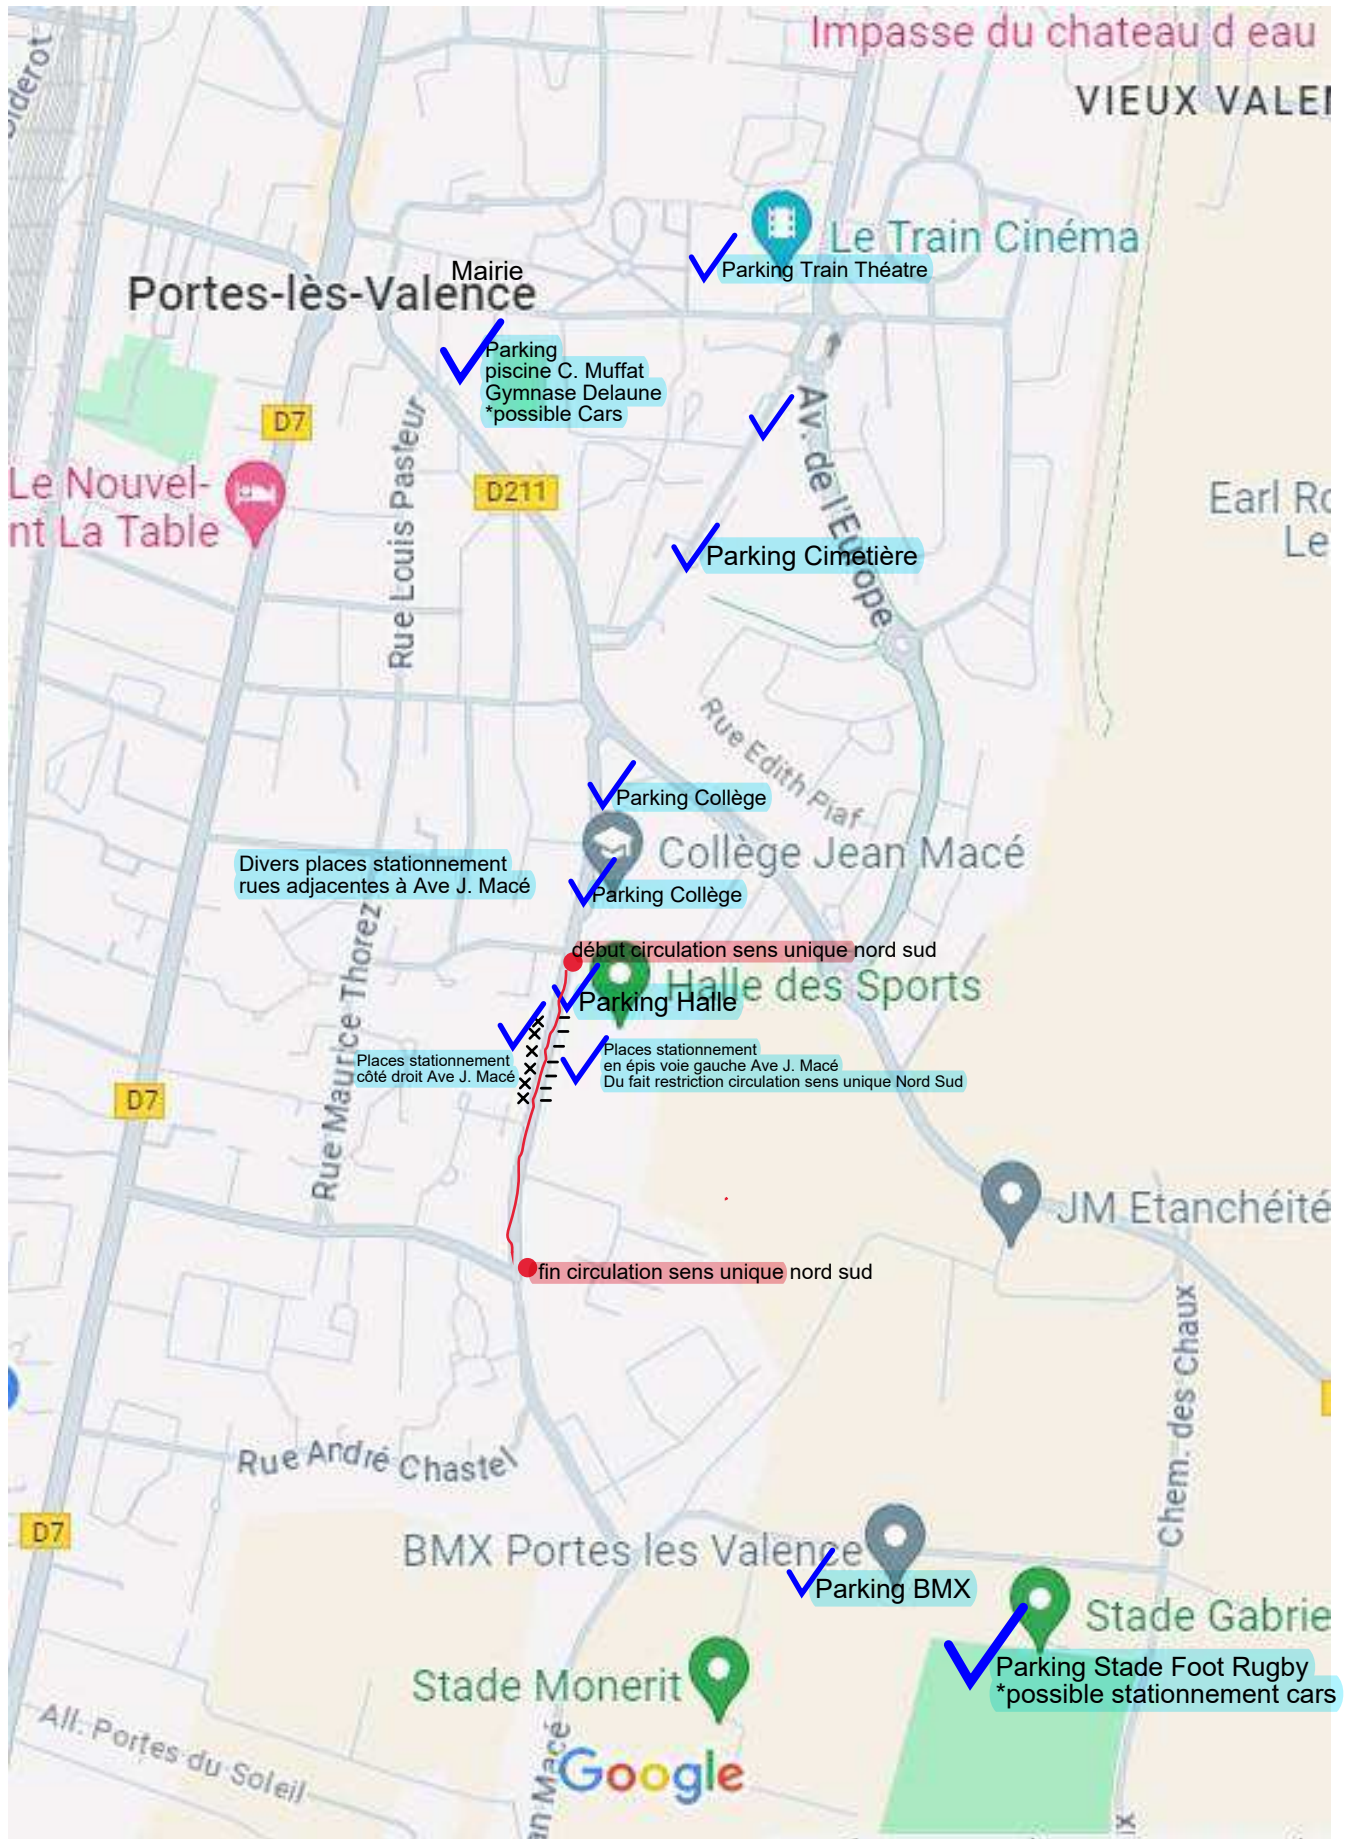 Impasse du chateau d eau
Diderot
VIEUX VALEN
Le Train Cinéma
Parking Train Théatre
Mairie
Portes-lès-Valence
Parking
piscine C. Muffat
Gymnase Delaune
*possible Cars
D7
Av. de l'Europe
Rue Louis Pasteur
Le Nouvel-
nt La Table
D211
Earl Ro
Le
Parking Cimetière
Rue Edith Piaf
Parking Collège
Collège Jean Macé
Divers places stationnement
rues adjacentes à Ave J. Macé
Parking Collège
Rue Maurice Thorez
début circulation sens unique nord sud
Halle des Sports
Parking Halle
Places stationnement
côté droit Ave J. Macé
Places stationnement
en épis voie gauche Ave J. Macé
Du fait restriction circulation sens unique Nord Sud
D7
JM Etanchéité
fin circulation sens unique nord sud
Chem. des Chaux
Rue André Chastel
D7
BMX Portes les Valence
Parking BMX
Stade Gabrie
Parking Stade Foot Rugby
*possible stationnement cars
Stade Monerit
All. Portes du Soleil
an Macé
Google
ix